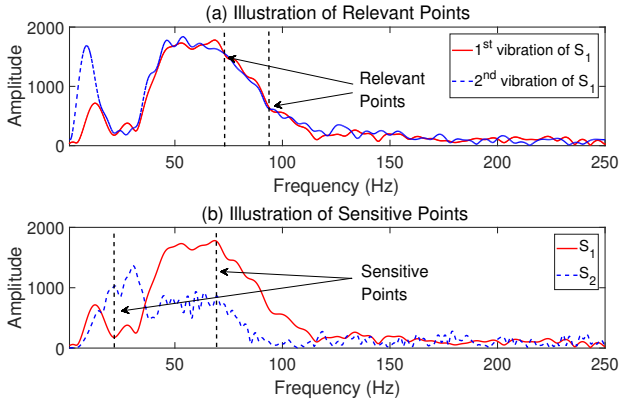 (a) Illustration of Relevant Points
2000
1000
0
Amplitude
1st vibration of S1
2nd vibration of S1
Relevant
Points
50
100
150
200
250
Frequency (Hz)
(b) Illustration of Sensitive Points
2000
1000
0
Amplitude
S1
S2
Sensitive
Points
50
100
150
200
250
Frequency (Hz)